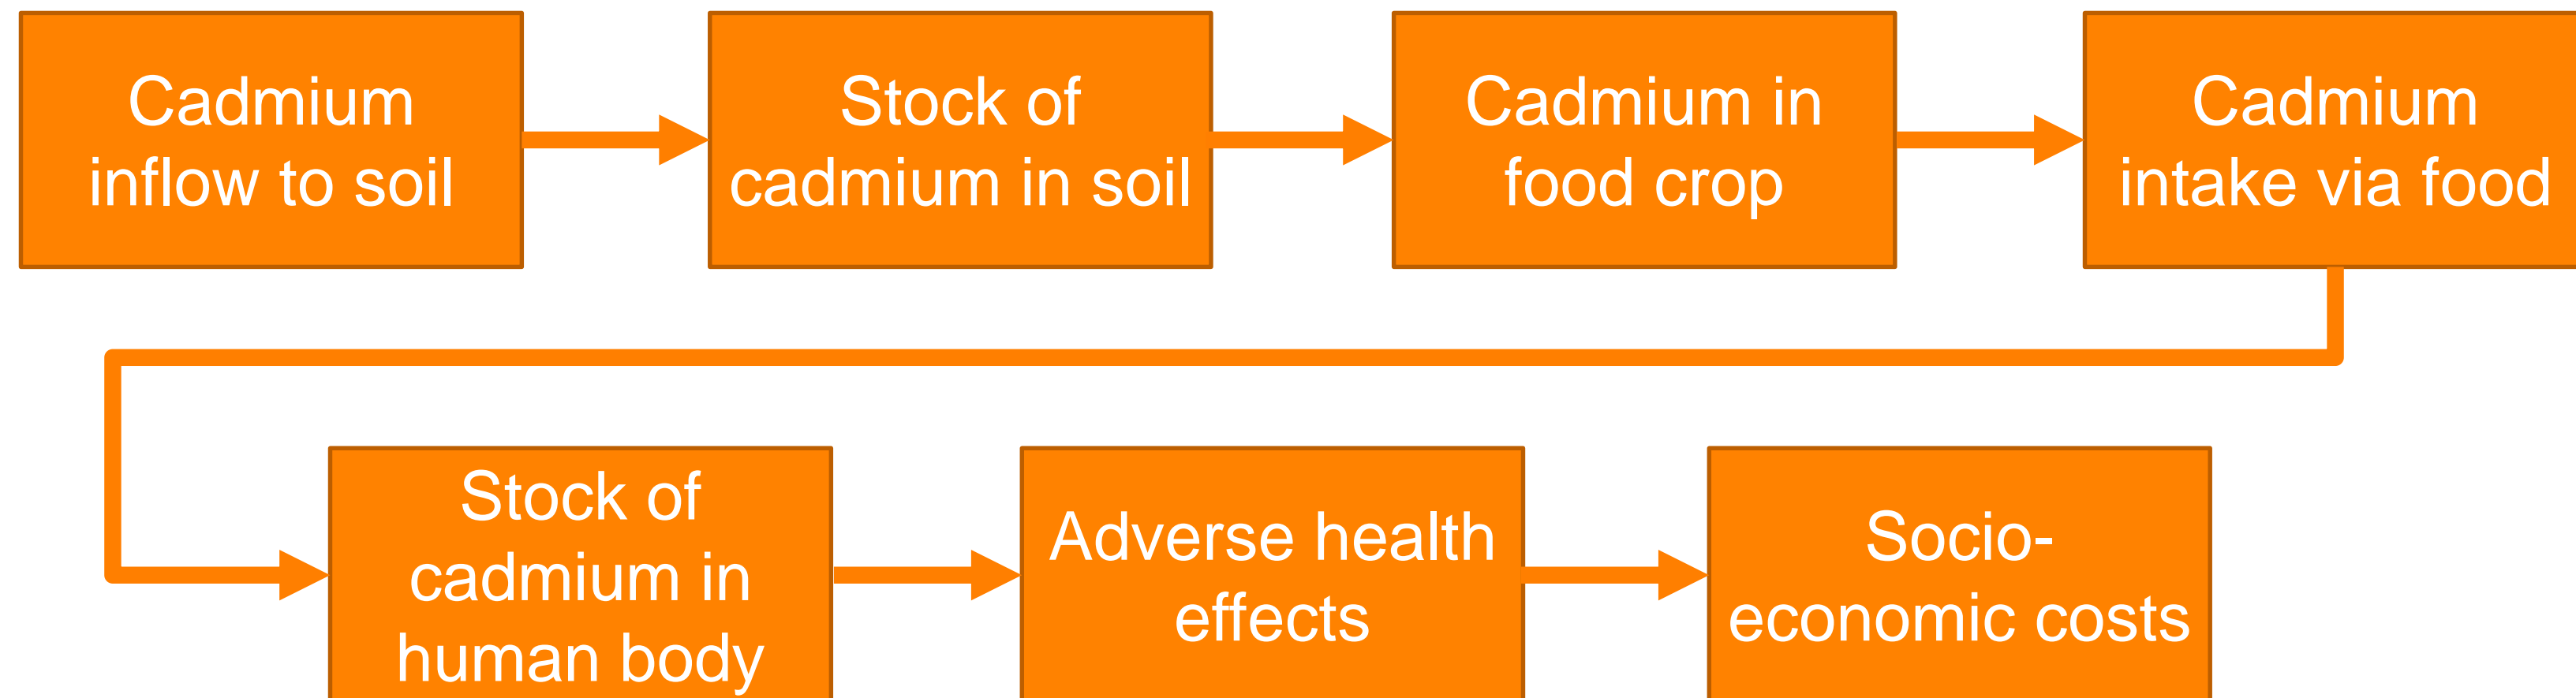 Cadmium
inflow to soil
Stock of
cadmium in soil
Cadmium in
food crop
Cadmium
intake via food
Stock of
cadmium in
human body
Adverse health
effects
Socio-
economic costs